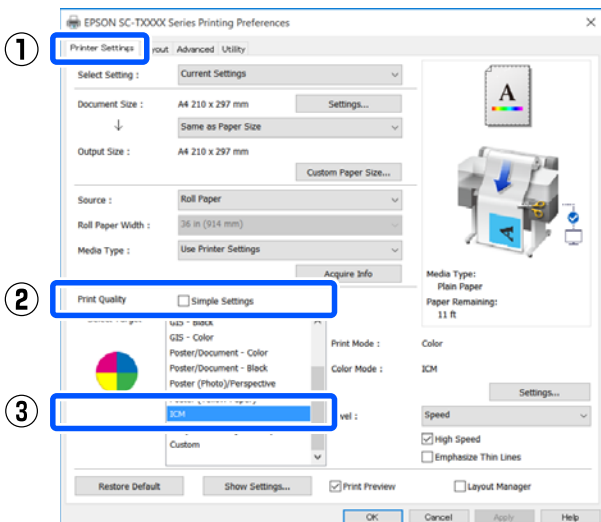 EPSON SC-TXXXX Series Printing Preferences
1
Printer Settings yout Advanced Utility
Select Setting : Current Settings
Document Size : A4 210 x 297 mm Settings...
Same as Paper Size
Output Size : A4 210 x 297 mm
Custom Paper Size...
Source : Roll Paper
Roll Paper Width : 36 in (914 mm)
Media Type : Use Printer Settings
Acquire Info
A
Media Type:
Plain Paper
Paper Remaining:
11 ft
2
Print Quality Simple Settings
GIS - Black
GIS - Color
Poster/Document - Color
Poster/Document - Black
Poster (Photo)/Perspective
3
ICM
Custom
Print Mode : Color
Color Mode : ICM
Settings...
vel : Speed
High Speed
Emphasize Thin Lines
Restore Default Show Settings... Print Preview Layout Manager
OK Cancel Apply Help